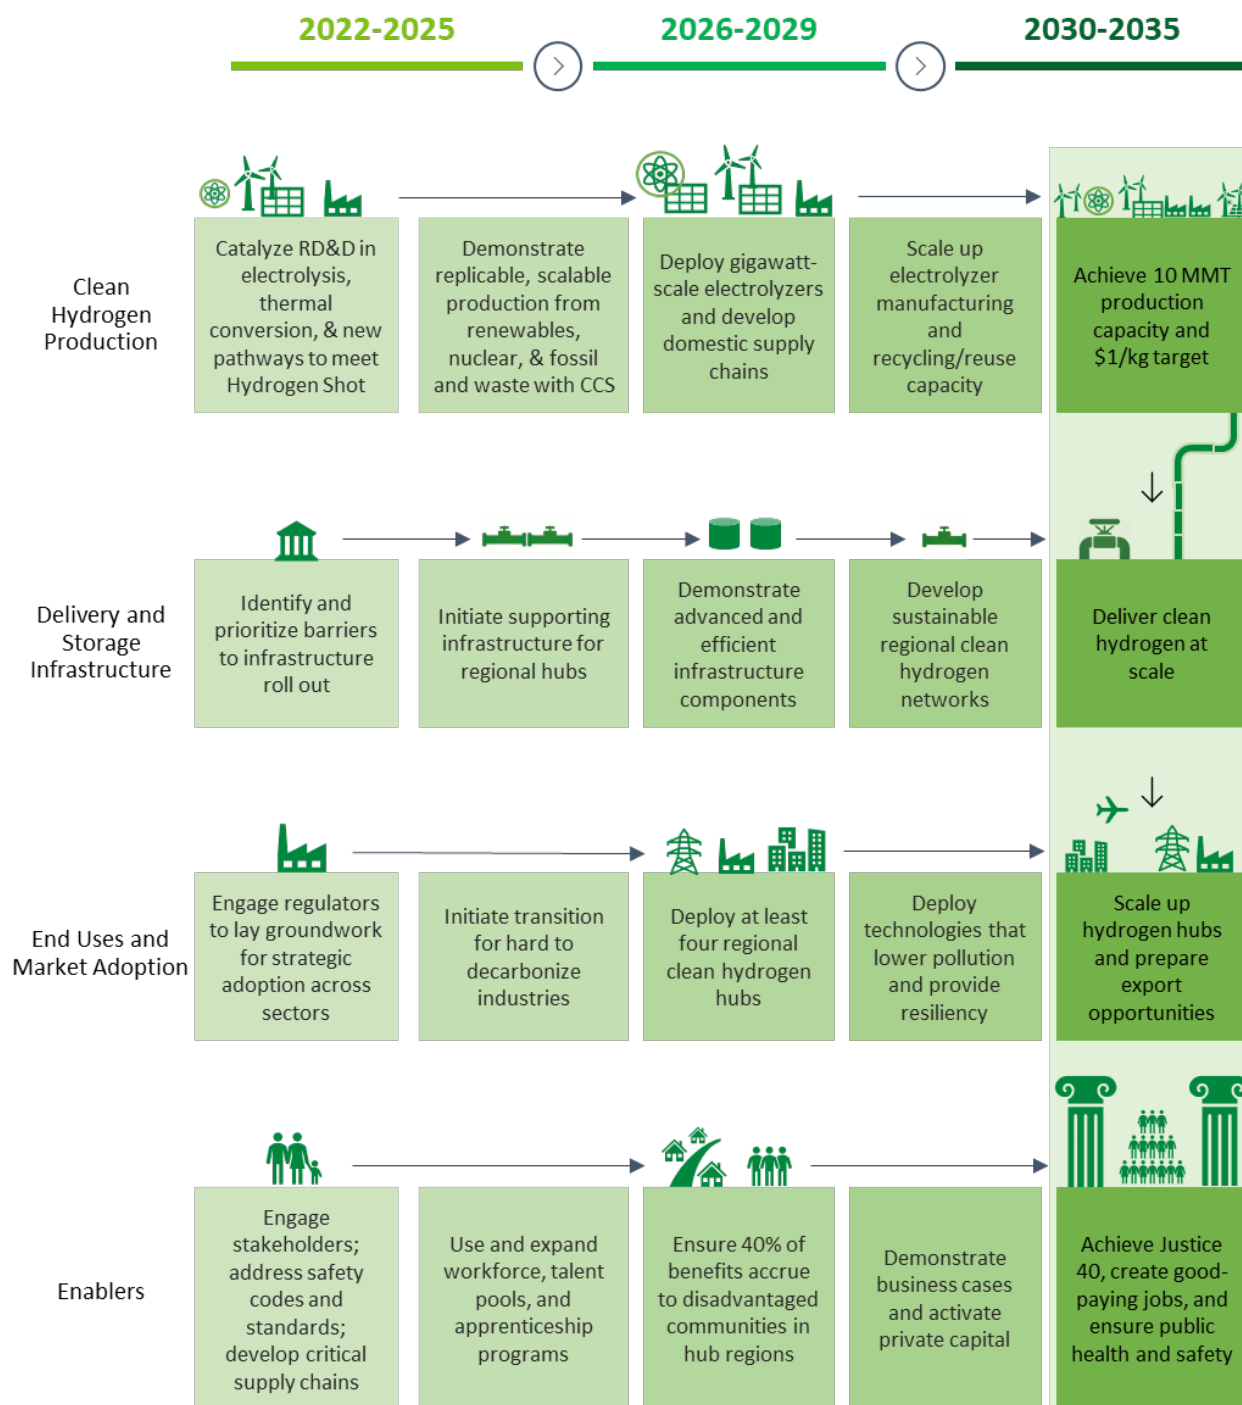 2022-2025
2026-2029
2030-2035
Clean
Hydrogen
Production
Catalyze RD&D in
electrolysis,
thermal
conversion, & new
pathways to meet
Hydrogen Shot
Demonstrate
replicable, scalable
production from
renewables,
nuclear, & fossil
and waste with CCS
Deploy gigawatt-
scale electrolyzers
and develop
domestic supply
chains
Scale up
electrolyzer
manufacturing
and
recycling/reuse
capacity
Achieve 10 MMT
production
capacity and
$1/kg target
Delivery and
Storage
Infrastructure
Identify and
prioritize barriers
to infrastructure
roll out
Initiate supporting
infrastructure for
regional hubs
Demonstrate
advanced and
efficient
infrastructure
components
Develop
sustainable
regional clean
hydrogen
networks
Deliver clean
hydrogen at
scale
End Uses and
Market Adoption
Engage regulators
to lay groundwork
for strategic
adoption across
sectors
Initiate transition
for hard to
decarbonize
industries
Deploy at least
four regional
clean hydrogen
hubs
Deploy
technologies that
lower pollution
and provide
resiliency
Scale up
hydrogen hubs
and prepare
export
opportunities
Enablers
Engage
stakeholders;
address safety
codes and
standards;
develop critical
supply chains
Use and expand
workforce, talent
pools, and
apprenticeship
programs
Ensure 40% of
benefits accrue
to disadvantaged
communities in
hub regions
Demonstrate
business cases
and activate
private capital
Achieve Justice
40, create good-
paying jobs, and
ensure public
health and safety